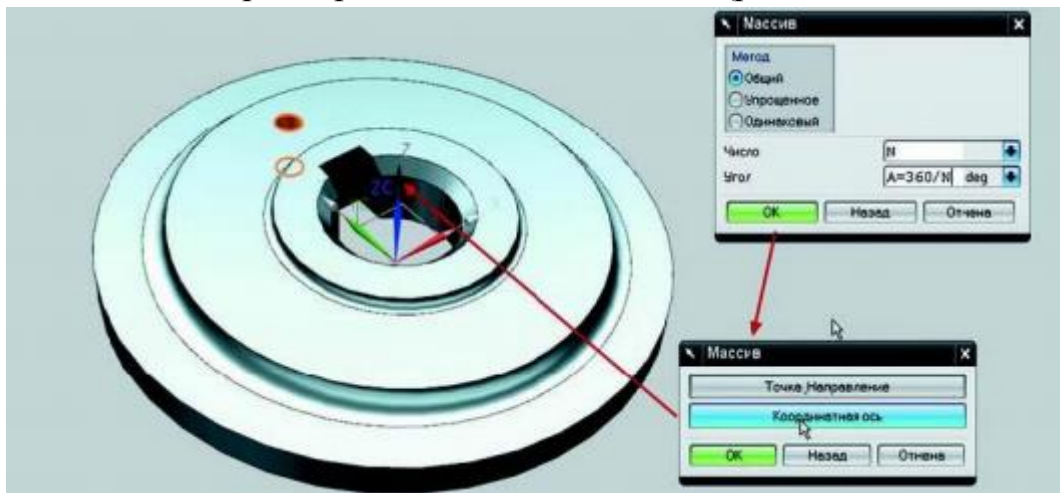 Массив
Метод
Общий
Упрощенное
Одинаковый
Число N
Угол A=360/N deg
OK Назад Отмена
Z
ZC
Массив
Точка,Направление
Координатная ось
OK Назад Отмена